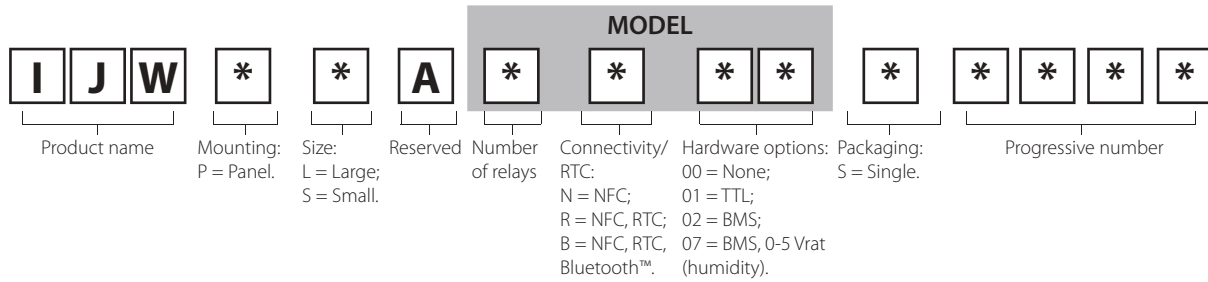 MODEL
I J W * * A * * * * * * * * *
Product name
Mounting:
P = Panel.
Size:
L = Large;
S = Small.
Reserved
Number
of relays
Connectivity/
RTC:
N = NFC;
R = NFC, RTC;
B = NFC, RTC,
Bluetooth™.
Hardware options:
00 = None;
01 = TTL;
02 = BMS;
07 = BMS, 0-5 Vrat
(humidity).
Packaging:
S = Single.
Progressive number